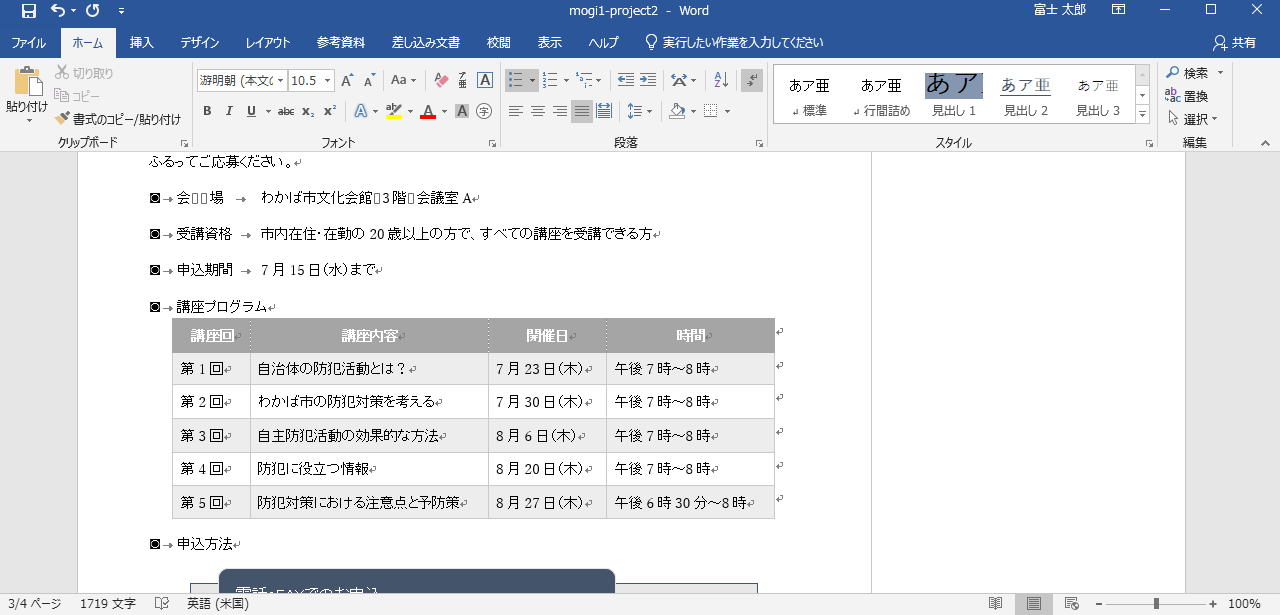 mogi1-project2 - Word
富士 太郎
ファイル ホーム 挿入 デザイン レイアウト 参考資料 差し込み文書 校閲 表示 ヘルプ 実行したい作業を入力してください 共有
貼り付け
切り取り
コピー
書式のコピー/貼り付け
クリップボード
游明朝 (本文の 10.5
フォント
段落
あア亜 あア亜 あア あア亜 あア亜
標準 行間詰め 見出し 1 見出し 2 見出し 3
スタイル
検索
置換
選択
編集
ふるってご応募ください。
会□□場 わかば市文化会館□3 階□会議室 A
受講資格 市内在住・在勤の 20 歳以上の方で、すべての講座を受講できる方
申込期間 7 月 15 日(水)まで
講座プログラム
講座回 講座内容 開催日 時間
第 1 回 自治体の防犯活動とは？ 7 月 23 日(木) 午後 7 時～8 時
第 2 回 わかば市の防犯対策を考える 7 月 30 日(木) 午後 7 時～8 時
第 3 回 自主防犯活動の効果的な方法 8 月 6 日(木) 午後 7 時～8 時
第 4 回 防犯に役立つ情報 8 月 20 日(木) 午後 7 時～8 時
第 5 回 防犯対策における注意点と予防策 8 月 27 日(木) 午後 6 時 30 分～8 時
申込方法
電話・FAXでのお申込
3/4 ページ 1719 文字 英語 (米国) 100%